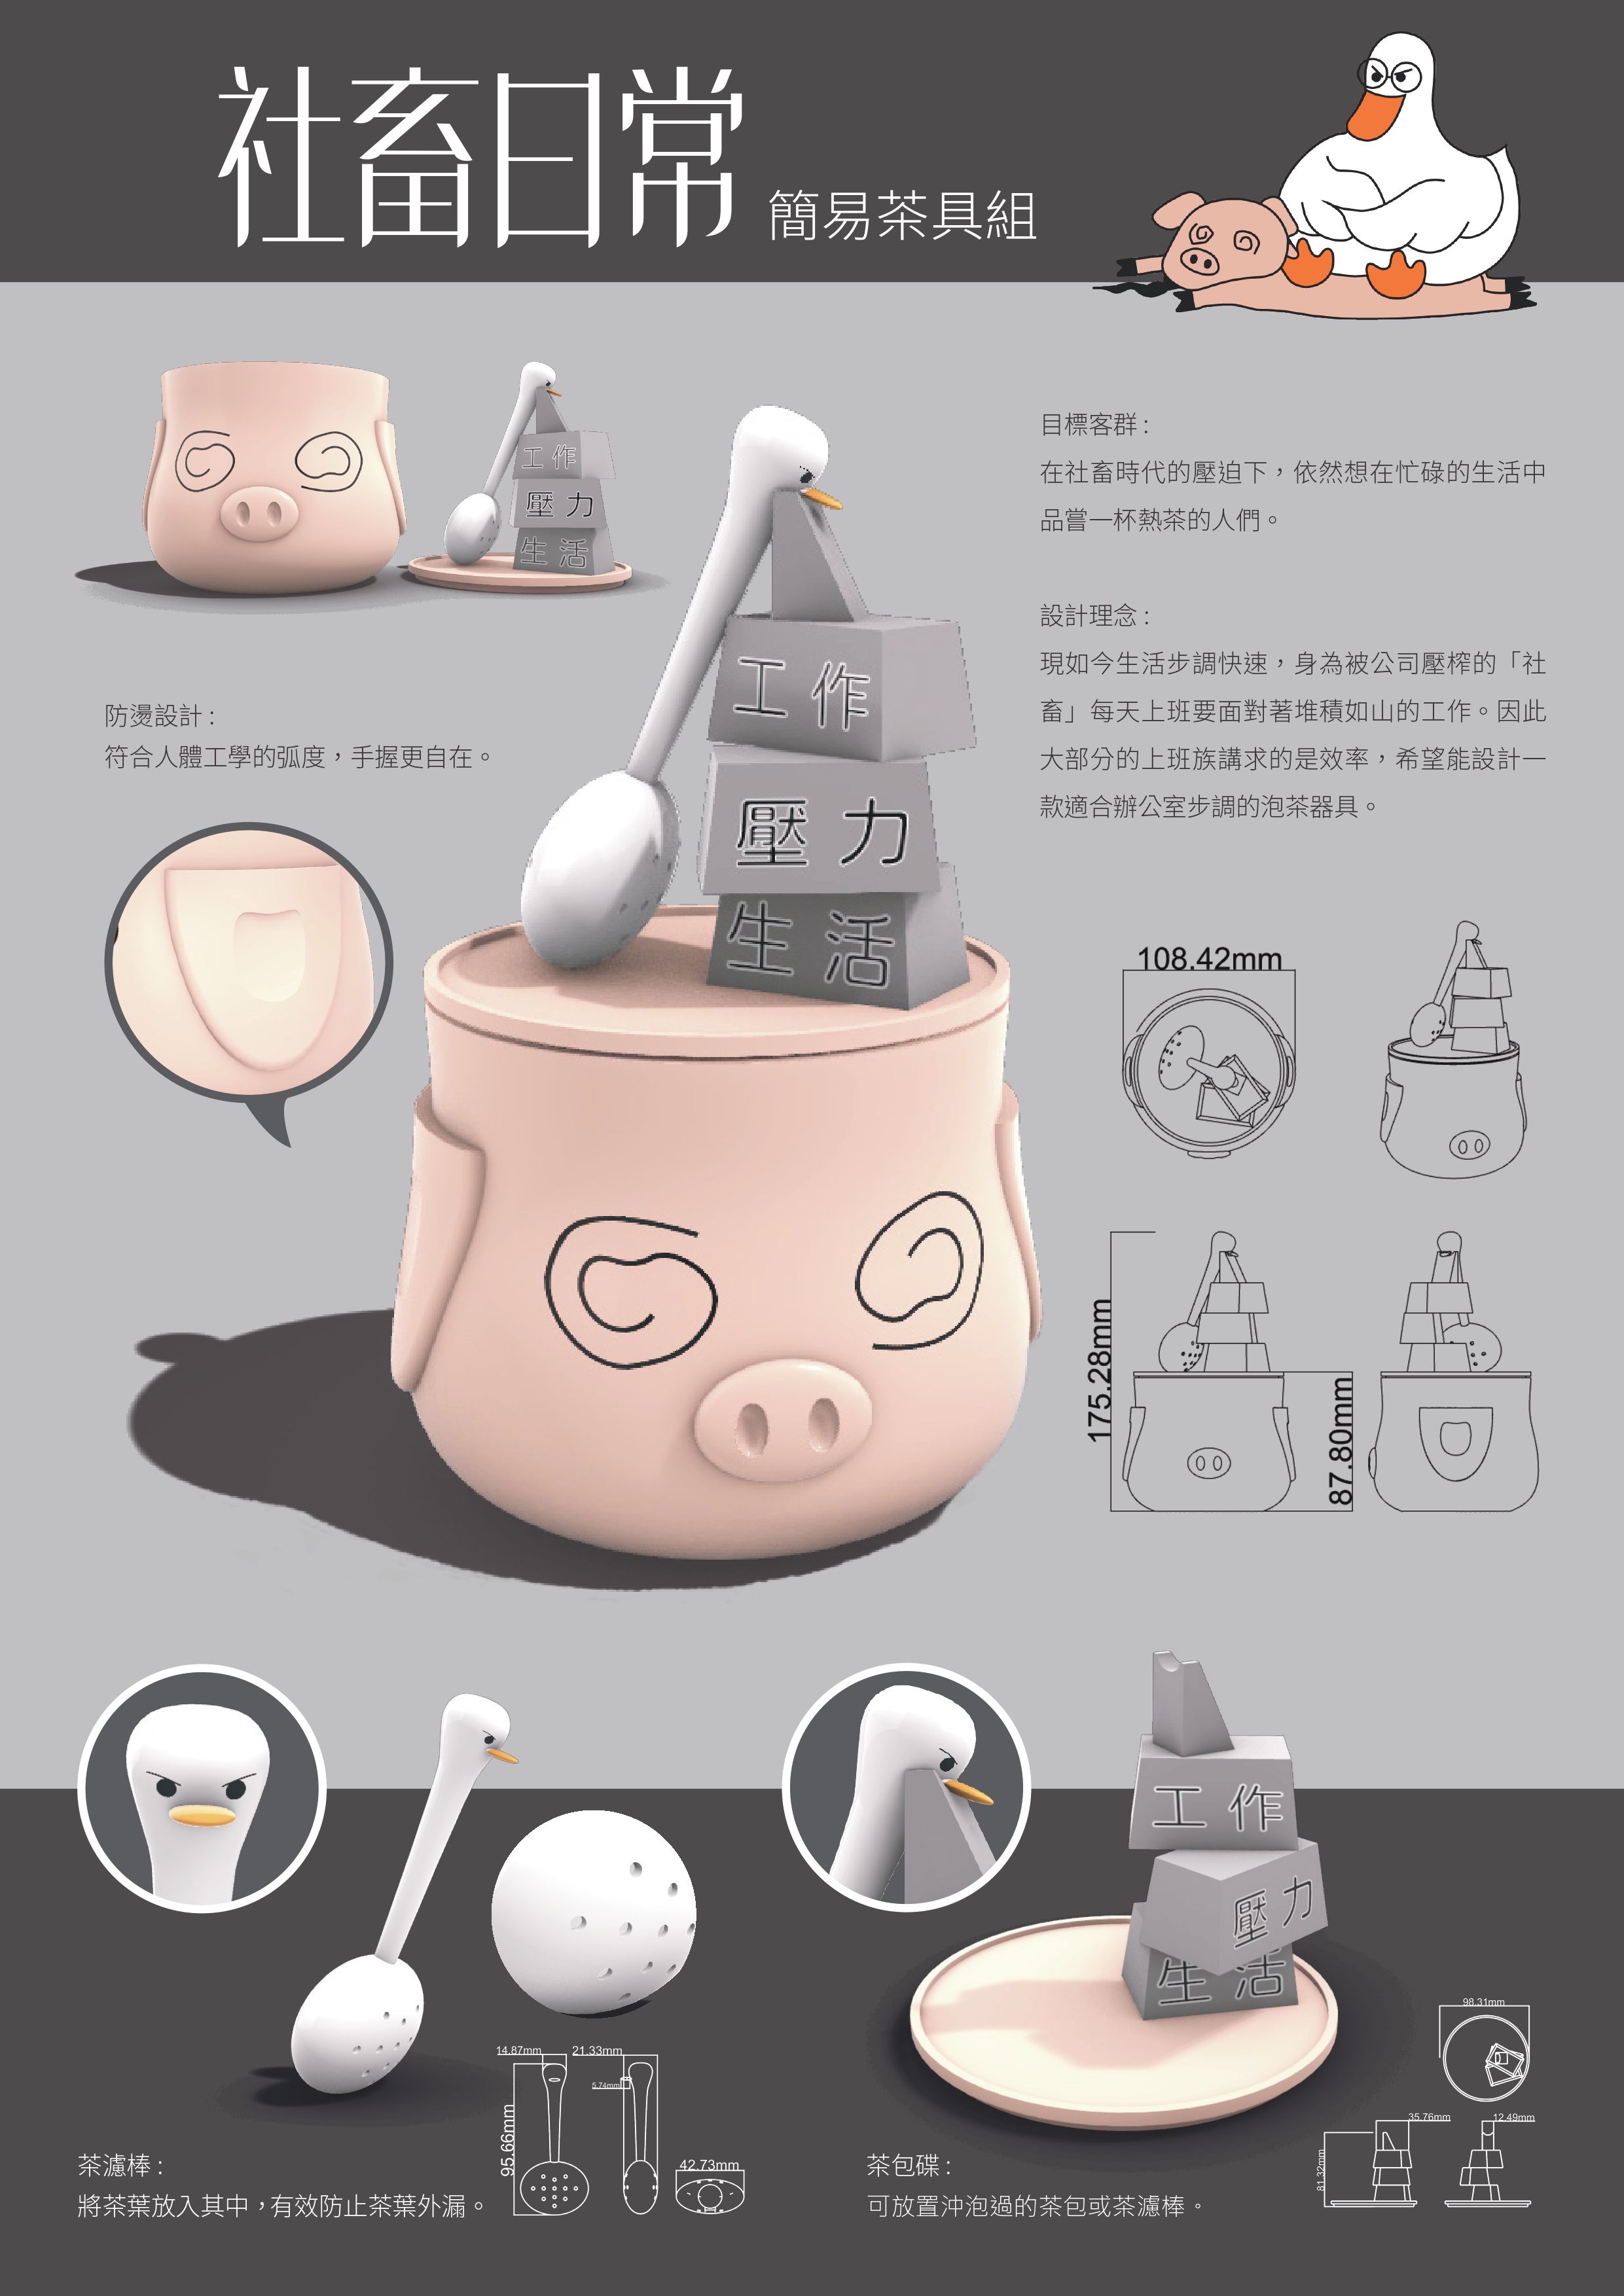 社畜日常
簡易茶具組
目標客群：
在社畜時代的壓迫下，依然想在忙碌的生活中
品嘗一杯熱茶的人們。
設計理念：
現如今生活步調快速，身為被公司壓榨的「社
畜」每天上班要面對著堆積如山的工作。因此
大部分的上班族講求的是效率，希望能設計一
款適合辦公室步調的泡茶器具。
工作
壓力
生活
防燙設計：
符合人體工學的弧度，手握更自在。
工作
壓力
生活
108.42mm
175.28mm
87.80mm
工作
壓力
生活
14.87mm
21.33mm
5.74mm
95.66mm
42.73mm
茶濾棒：
將茶葉放入其中，有效防止茶葉外漏。
98.31mm
35.76mm
12.49mm
81.32mm
茶包碟：
可放置沖泡過的茶包或茶濾棒。